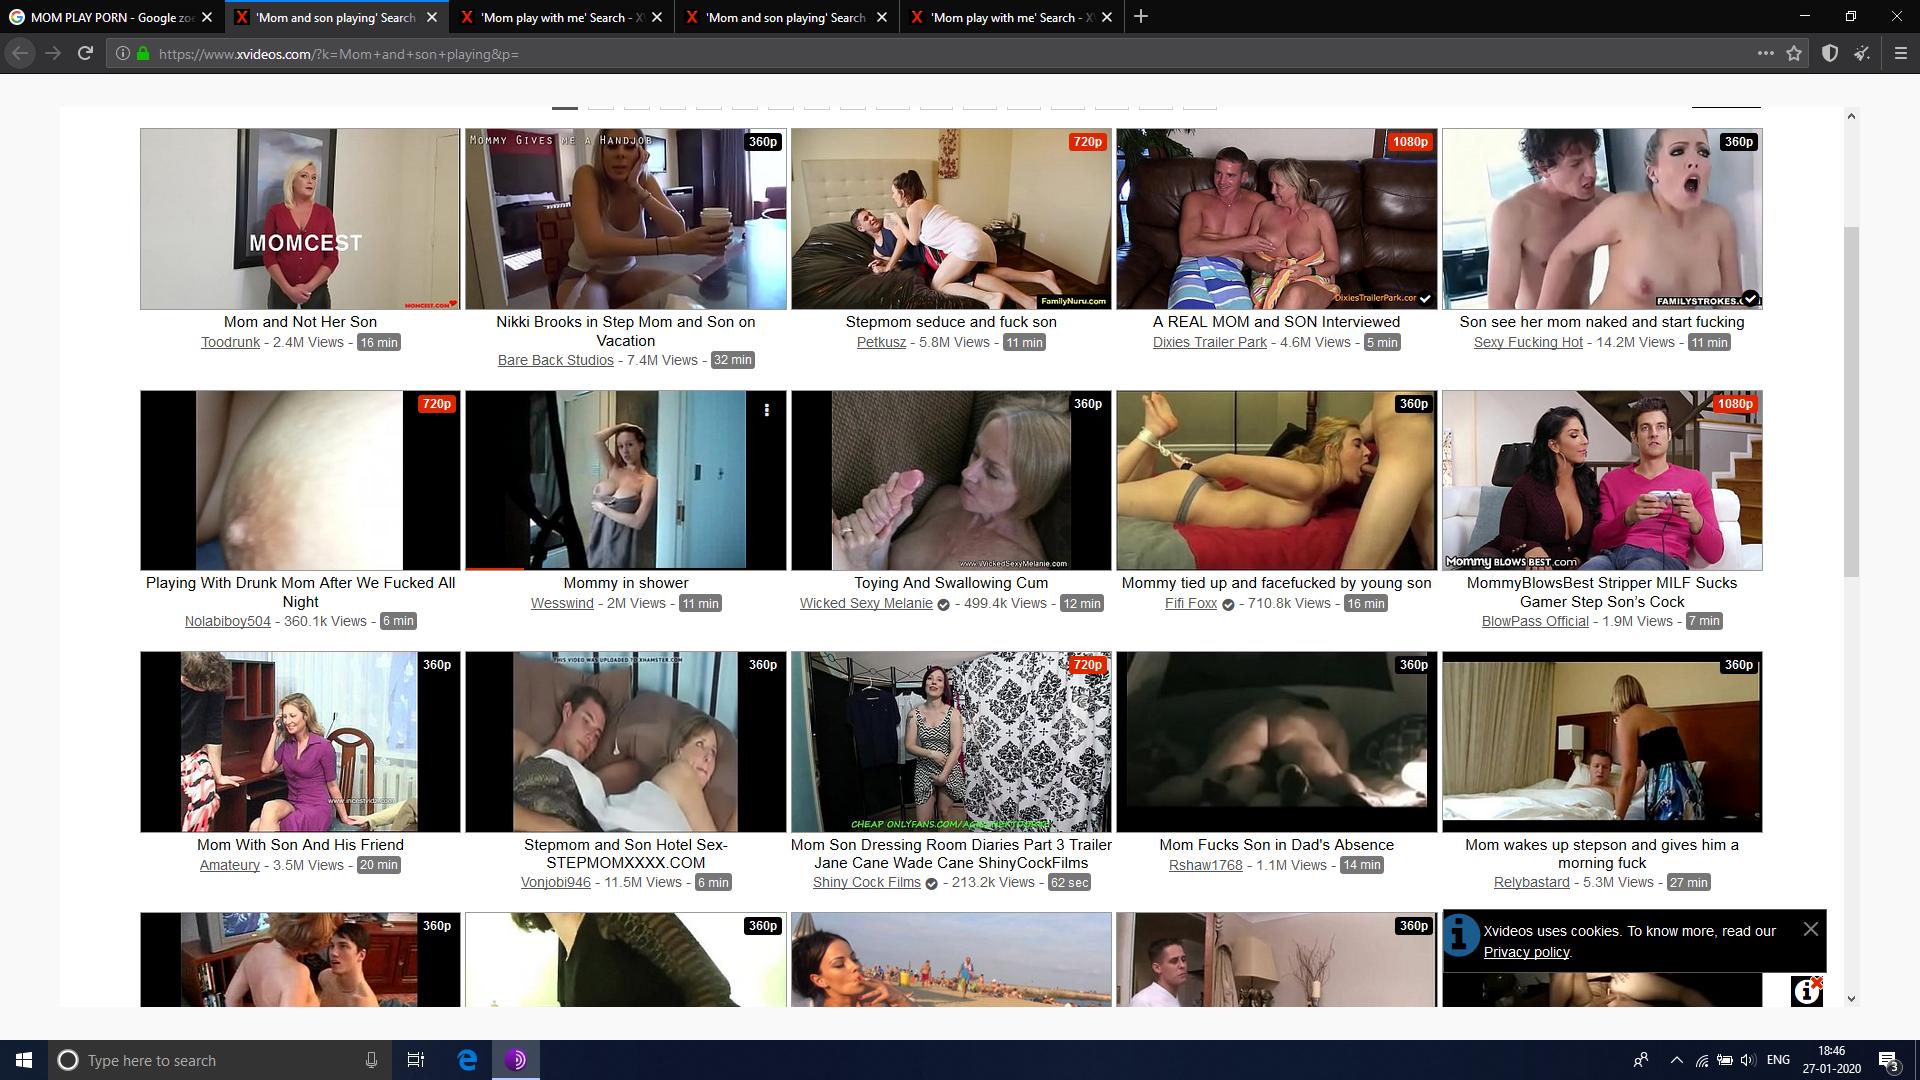 MOM PLAY PORN - Google zoe
'Mom and son playing' Search
'Mom play with me' Search - X
'Mom and son playing' Search
'Mom play with me' Search - X
https://www.xvideos.com/?k=Mom+and+son+playing&p=
MOMCEST
MOMCEST.COM
MOMMY GIVES ME A HANDJOB
360p
720p
FamilyNuru.com
1080p
DixiesTrailerPark.com
360p
FAMILYSTROKES.C
Mom and Not Her Son
Toodrunk - 2.4M Views - 16 min
Nikki Brooks in Step Mom and Son on
Vacation
Bare Back Studios - 7.4M Views - 32 min
Stepmom seduce and fuck son
Petkusz - 5.8M Views - 11 min
A REAL MOM and SON Interviewed
Dixies Trailer Park - 4.6M Views - 5 min
Son see her mom naked and start fucking
Sexy Fucking Hot - 14.2M Views - 11 min
720p
360p
www.WickedSexyMelanie.com
360p
1080p
MOMMY BLOWS BEST.com
Playing With Drunk Mom After We Fucked All
Night
Nolabiboy504 - 360.1k Views - 6 min
Mommy in shower
Wesswind - 2M Views - 11 min
Toying And Swallowing Cum
Wicked Sexy Melanie - 499.4k Views - 12 min
Mommy tied up and facefucked by young son
Fifi Foxx - 710.8k Views - 16 min
MommyBlowsBest Stripper MILF Sucks
Gamer Step Son's Cock
BlowPass Official - 1.9M Views - 7 min
360p
THIS VIDEO WAS UPLOADED TO XHAMSTER.COM
360p
720p
360p
360p
Mom With Son And His Friend
Amateury - 3.5M Views - 20 min
Stepmom and Son Hotel Sex-
STEPMOMXXXX.COM
Vonjobi946 - 11.5M Views - 6 min
Mom Son Dressing Room Diaries Part 3 Trailer
Jane Cane Wade Cane ShinyCockFilms
Shiny Cock Films - 213.2k Views - 62 sec
Mom Fucks Son in Dad's Absence
Rshaw1768 - 1.1M Views - 14 min
Mom wakes up stepson and gives him a
morning fuck
Relybastard - 5.3M Views - 27 min
360p
360p
360p
Xvideos uses cookies. To know more, read our
Privacy policy.
Type here to search
ENG
18:46
27-01-2020
3